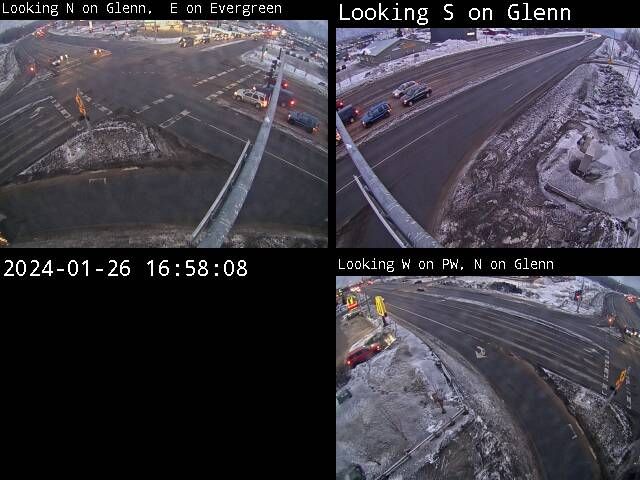 Looking N on Glenn,  E on Evergreen
Looking S on Glenn
2024-01-26 16:58:08
Looking W on PW, N on Glenn